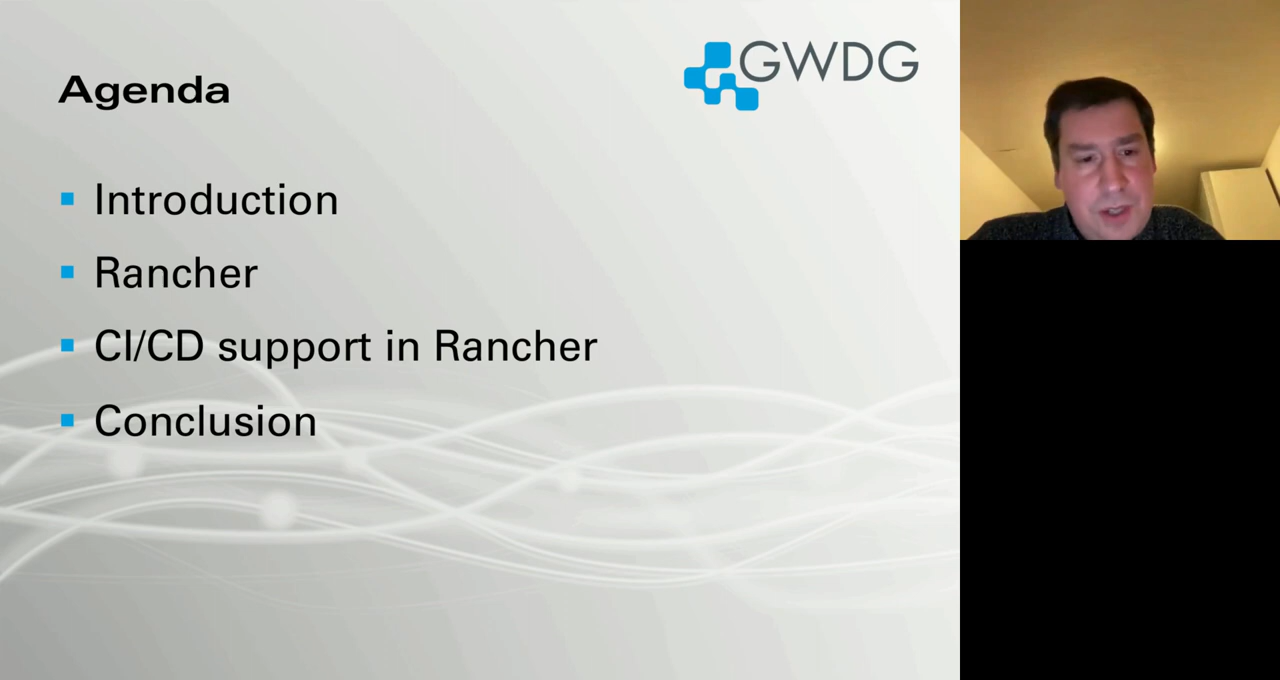 GWDG
Agenda
Introduction
Rancher
CI/CD support in Rancher
Conclusion